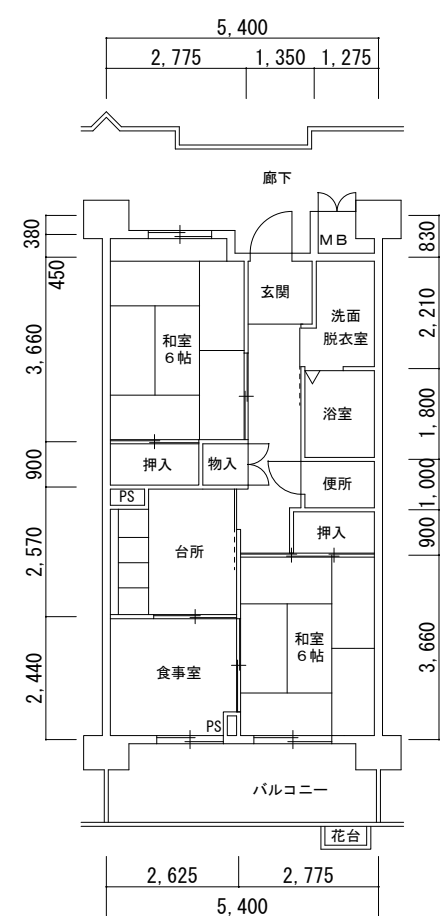 5,400
2,775 1,350 1,275
廊下
380
450
3,660
900
2,570
2,440
830
2,210
1,800
1,000
900
3,660
MB
玄関
洗面
脱衣室
和室
6帖
浴室
押入
物入
便所
PS
押入
台所
和室
6帖
食事室
PS
バルコニー
花台
2,625 2,775
5,400